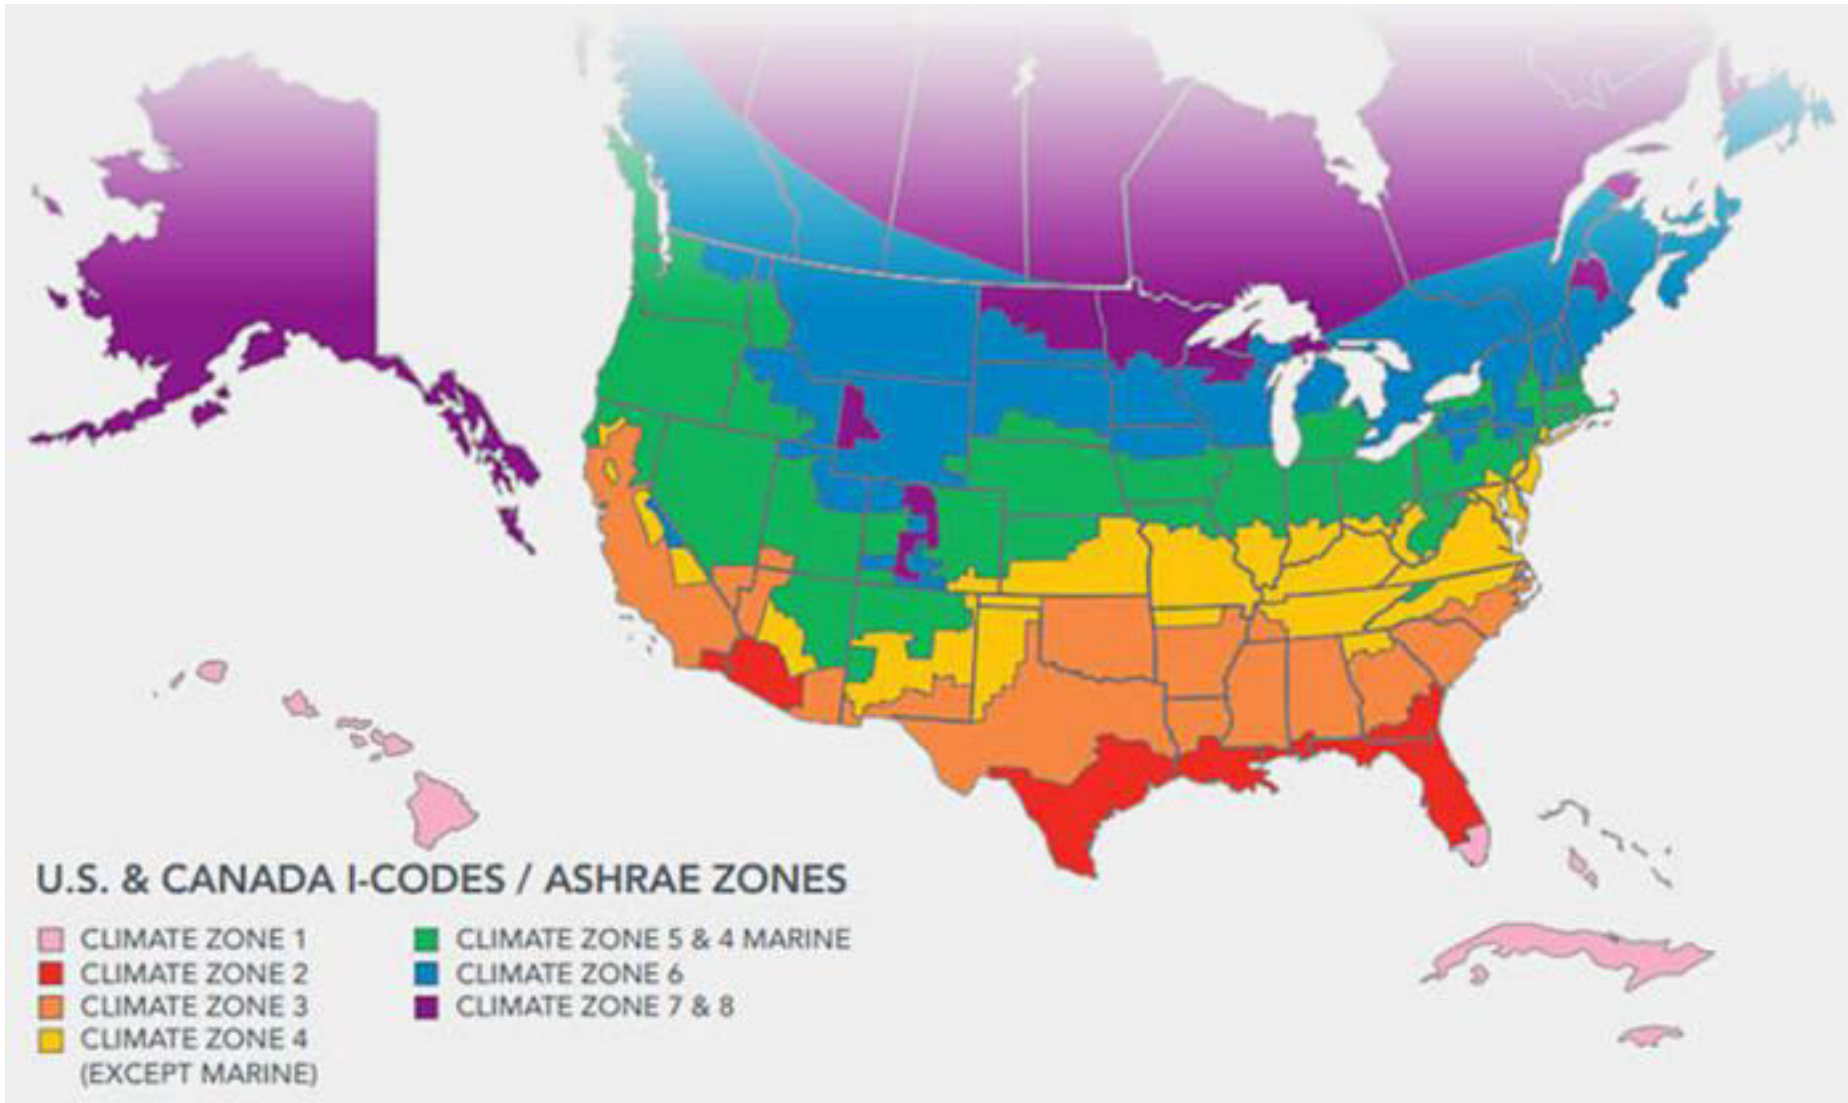 U.S. & CANADA I-CODES / ASHRAE ZONES
CLIMATE ZONE 1
CLIMATE ZONE 2
CLIMATE ZONE 3
CLIMATE ZONE 4
(EXCEPT MARINE)
CLIMATE ZONE 5 & 4 MARINE
CLIMATE ZONE 6
CLIMATE ZONE 7 & 8